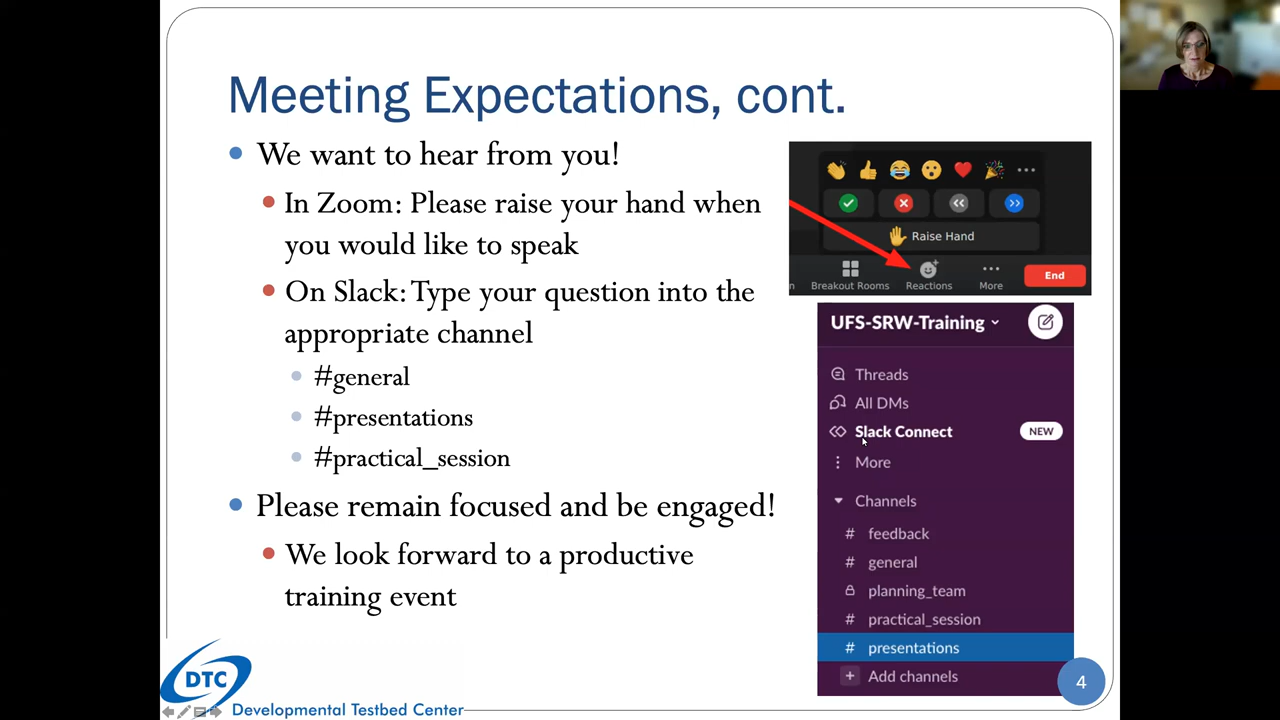 Meeting Expectations, cont.
We want to hear from you!
In Zoom: Please raise your hand when
you would like to speak
On Slack: Type your question into the
appropriate channel
#general
#presentations
#practical_session
Please remain focused and be engaged!
We look forward to a productive
training event
Raise Hand
n
Breakout Rooms
Reactions
More
End
UFS-SRW-Training
Threads
All DMs
Slack Connect
NEW
More
Channels
# feedback
# general
planning_team
# practical_session
# presentations
+ Add channels
DTC
Developmental Testbed Center
4